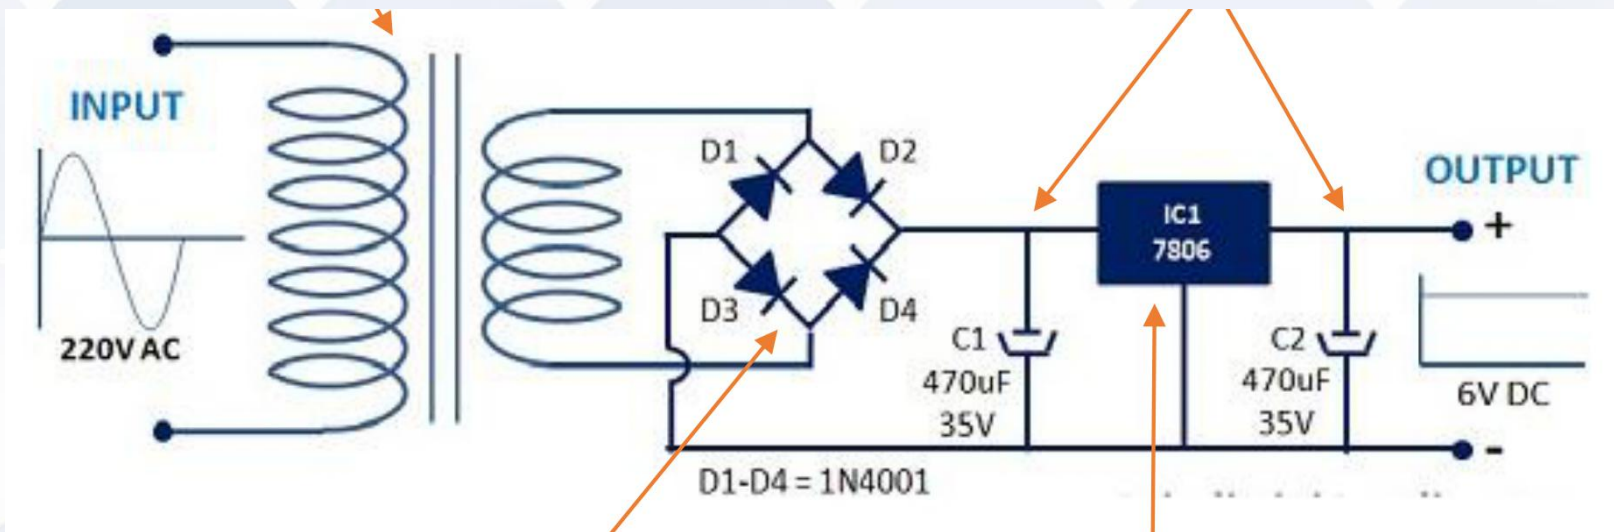 INPUT
220V AC
D1
D2
D3
D4
D1-D4 = 1N4001
C1
470uF
35V
IC1
7806
C2
470uF
35V
OUTPUT
+
6V DC
-